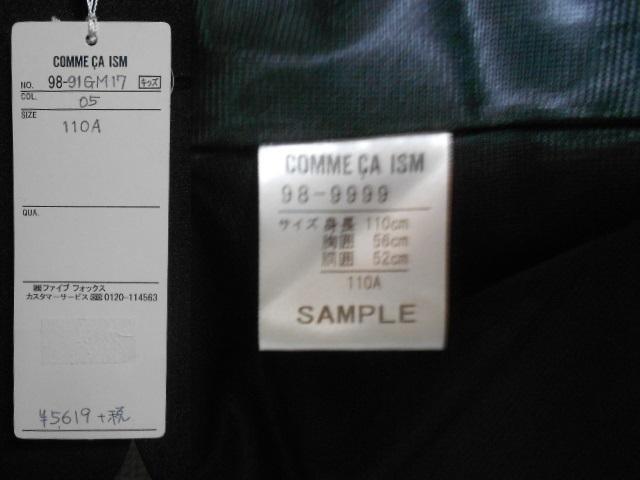 COMME ÇA ISM
NO. 98-91GM17 キッズ
COL. 05
SIZE
110A
QUA.
㈱ファイブ フォックス
カスタマーサービス 0120-114563
¥5,619+税
COMME ÇA ISM
98-9999
サイズ 身長 110cm
胸囲 56cm
胴囲 52cm
110A
SAMPLE